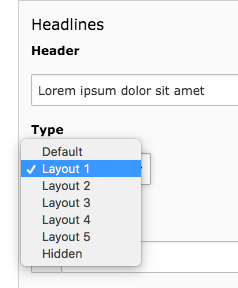 Headlines
Header
Lorem ipsum dolor sit amet
Type
Default
✓ Layout 1
Layout 2
Layout 3
Layout 4
Layout 5
Hidden